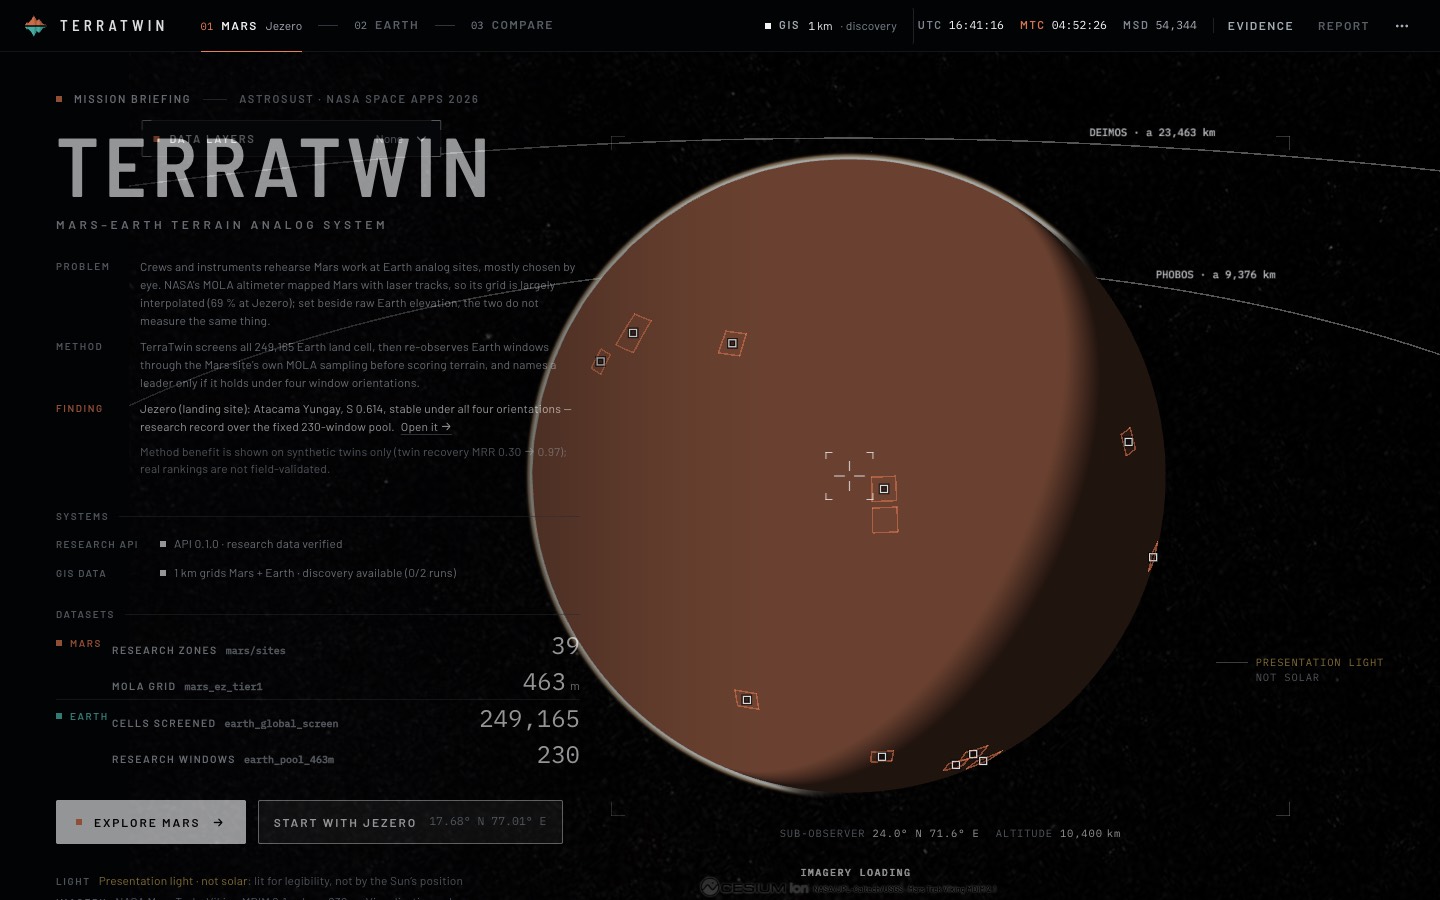 TERRATWIN
01 MARS Jezero
02 EARTH
03 COMPARE
GIS 1 km · discovery
UTC 16:41:16 MTC 04:52:26 MSD 54,344
EVIDENCE
REPORT
MISSION BRIEFING
ASTROSUST · NASA SPACE APPS 2026
DATA LAYERS None
TERRATWIN
MARS–EARTH TERRAIN ANALOG SYSTEM
PROBLEM
Crews and instruments rehearse Mars work at Earth analog sites, mostly chosen by
eye. NASA's MOLA altimeter mapped Mars with laser tracks, so its grid is largely
interpolated (69 % at Jezero); set beside raw Earth elevation, the two do not
measure the same thing.
METHOD
TerraTwin screens all 249,165 Earth land cell, then re-observes Earth windows
through the Mars site's own MOLA sampling before scoring terrain, and names a
leader only if it holds under four window orientations.
FINDING
Jezero (landing site): Atacama Yungay, S 0.614, stable under all four orientations —
research record over the fixed 230-window pool. Open it →
Method benefit is shown on synthetic twins only (twin recovery MRR 0.30 → 0.97);
real rankings are not field-validated.
SYSTEMS
RESEARCH API API 0.1.0 · research data verified
GIS DATA 1 km grids Mars + Earth · discovery available (0/2 runs)
DATASETS
MARS
RESEARCH ZONES mars/sites 39
MOLA GRID mars_ez_tier1 463 m
EARTH
CELLS SCREENED earth_global_screen 249,165
RESEARCH WINDOWS earth_pool_463m 230
EXPLORE MARS →
START WITH JEZERO 17.68° N 77.01° E
LIGHT Presentation light · not solar: lit for legibility, not by the Sun's position
DEIMOS · a 23,463 km
PHOBOS · a 9,376 km
PRESENTATION LIGHT
NOT SOLAR
SUB-OBSERVER 24.0° N 71.6° E ALTITUDE 10,400 km
IMAGERY LOADING
CESIUM ion